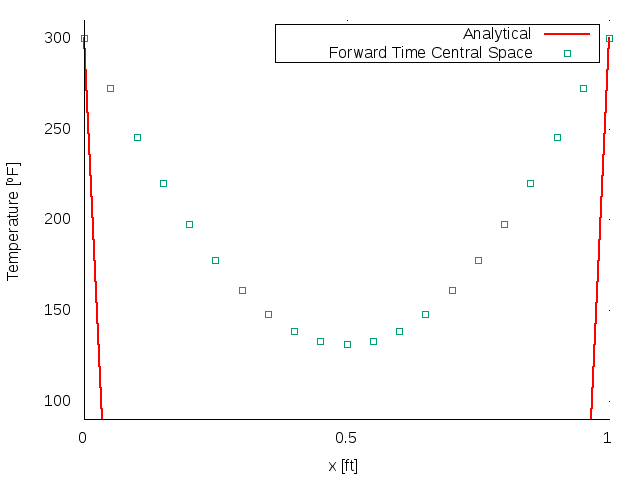 Analytical
Forward Time Central Space
300
250
200
150
100
Temperature [ºF]
0
0.5
1
x [ft]